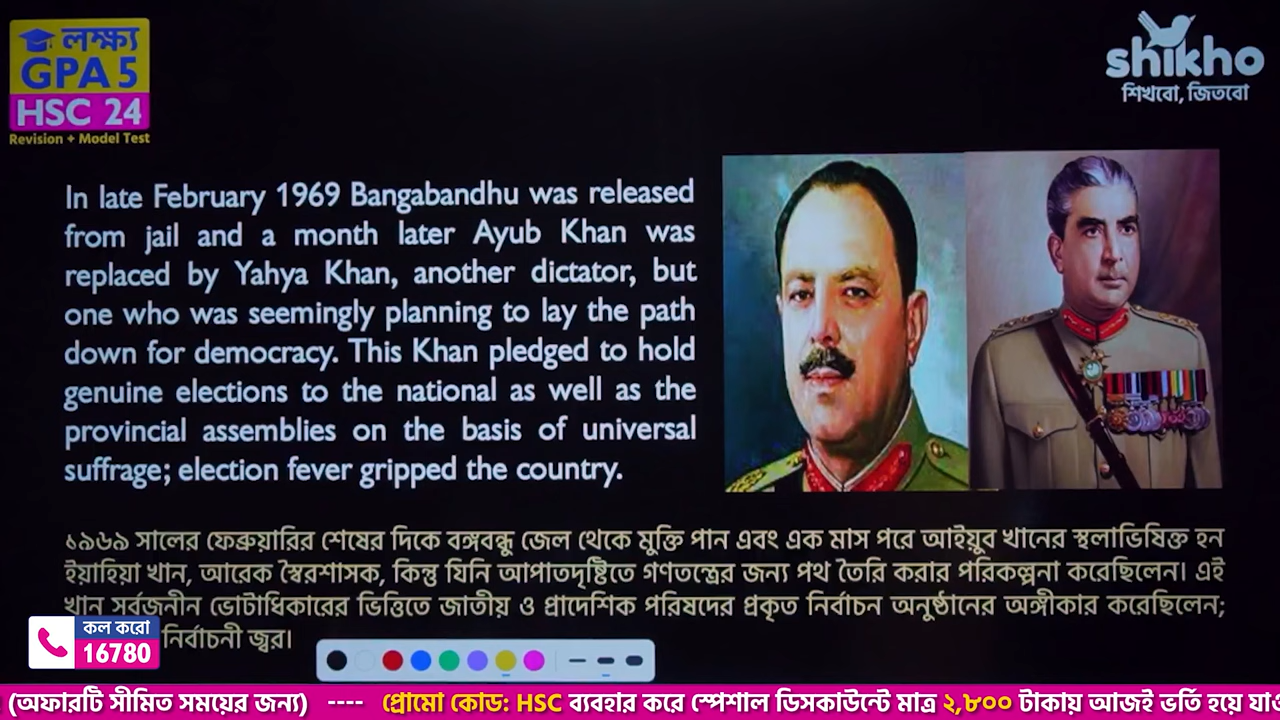 লক্ষ্য
GPA 5
HSC 24
Revision + Model Test
shikho
শিখবো, জিতবো
In late February 1969 Bangabandhu was released
from jail and a month later Ayub Khan was
replaced by Yahya Khan, another dictator, but
one who was seemingly planning to lay the path
down for democracy. This Khan pledged to hold
genuine elections to the national as well as the
provincial assemblies on the basis of universal
suffrage; election fever gripped the country.
১৯৬৯ সালের ফেব্রুয়ারির শেষের দিকে বঙ্গবন্ধু জেল থেকে মুক্তি পান এবং এক মাস পরে আইয়ুব খানের স্থলাভিষিক্ত হন
ইয়াহিয়া খান, আরেক স্বৈরশাসক, কিন্তু যিনি আপাতদৃষ্টিতে গণতন্ত্রের জন্য পথ তৈরি করার পরিকল্পনা করেছিলেন। এই
খান সর্বজনীন ভোটাধিকারের ভিত্তিতে জাতীয় ও প্রাদেশিক পরিষদের প্রকৃত নির্বাচন অনুষ্ঠানের অঙ্গীকার করেছিলেন;
নির্বাচনী জ্বর।
কল করো
16780
(অফারটি সীমিত সময়ের জন্য) ---- প্রোমো কোড: HSC ব্যবহার করে স্পেশাল ডিসকাউন্টে মাত্র ২,৮০০ টাকায় আজই ভর্তি হয়ে